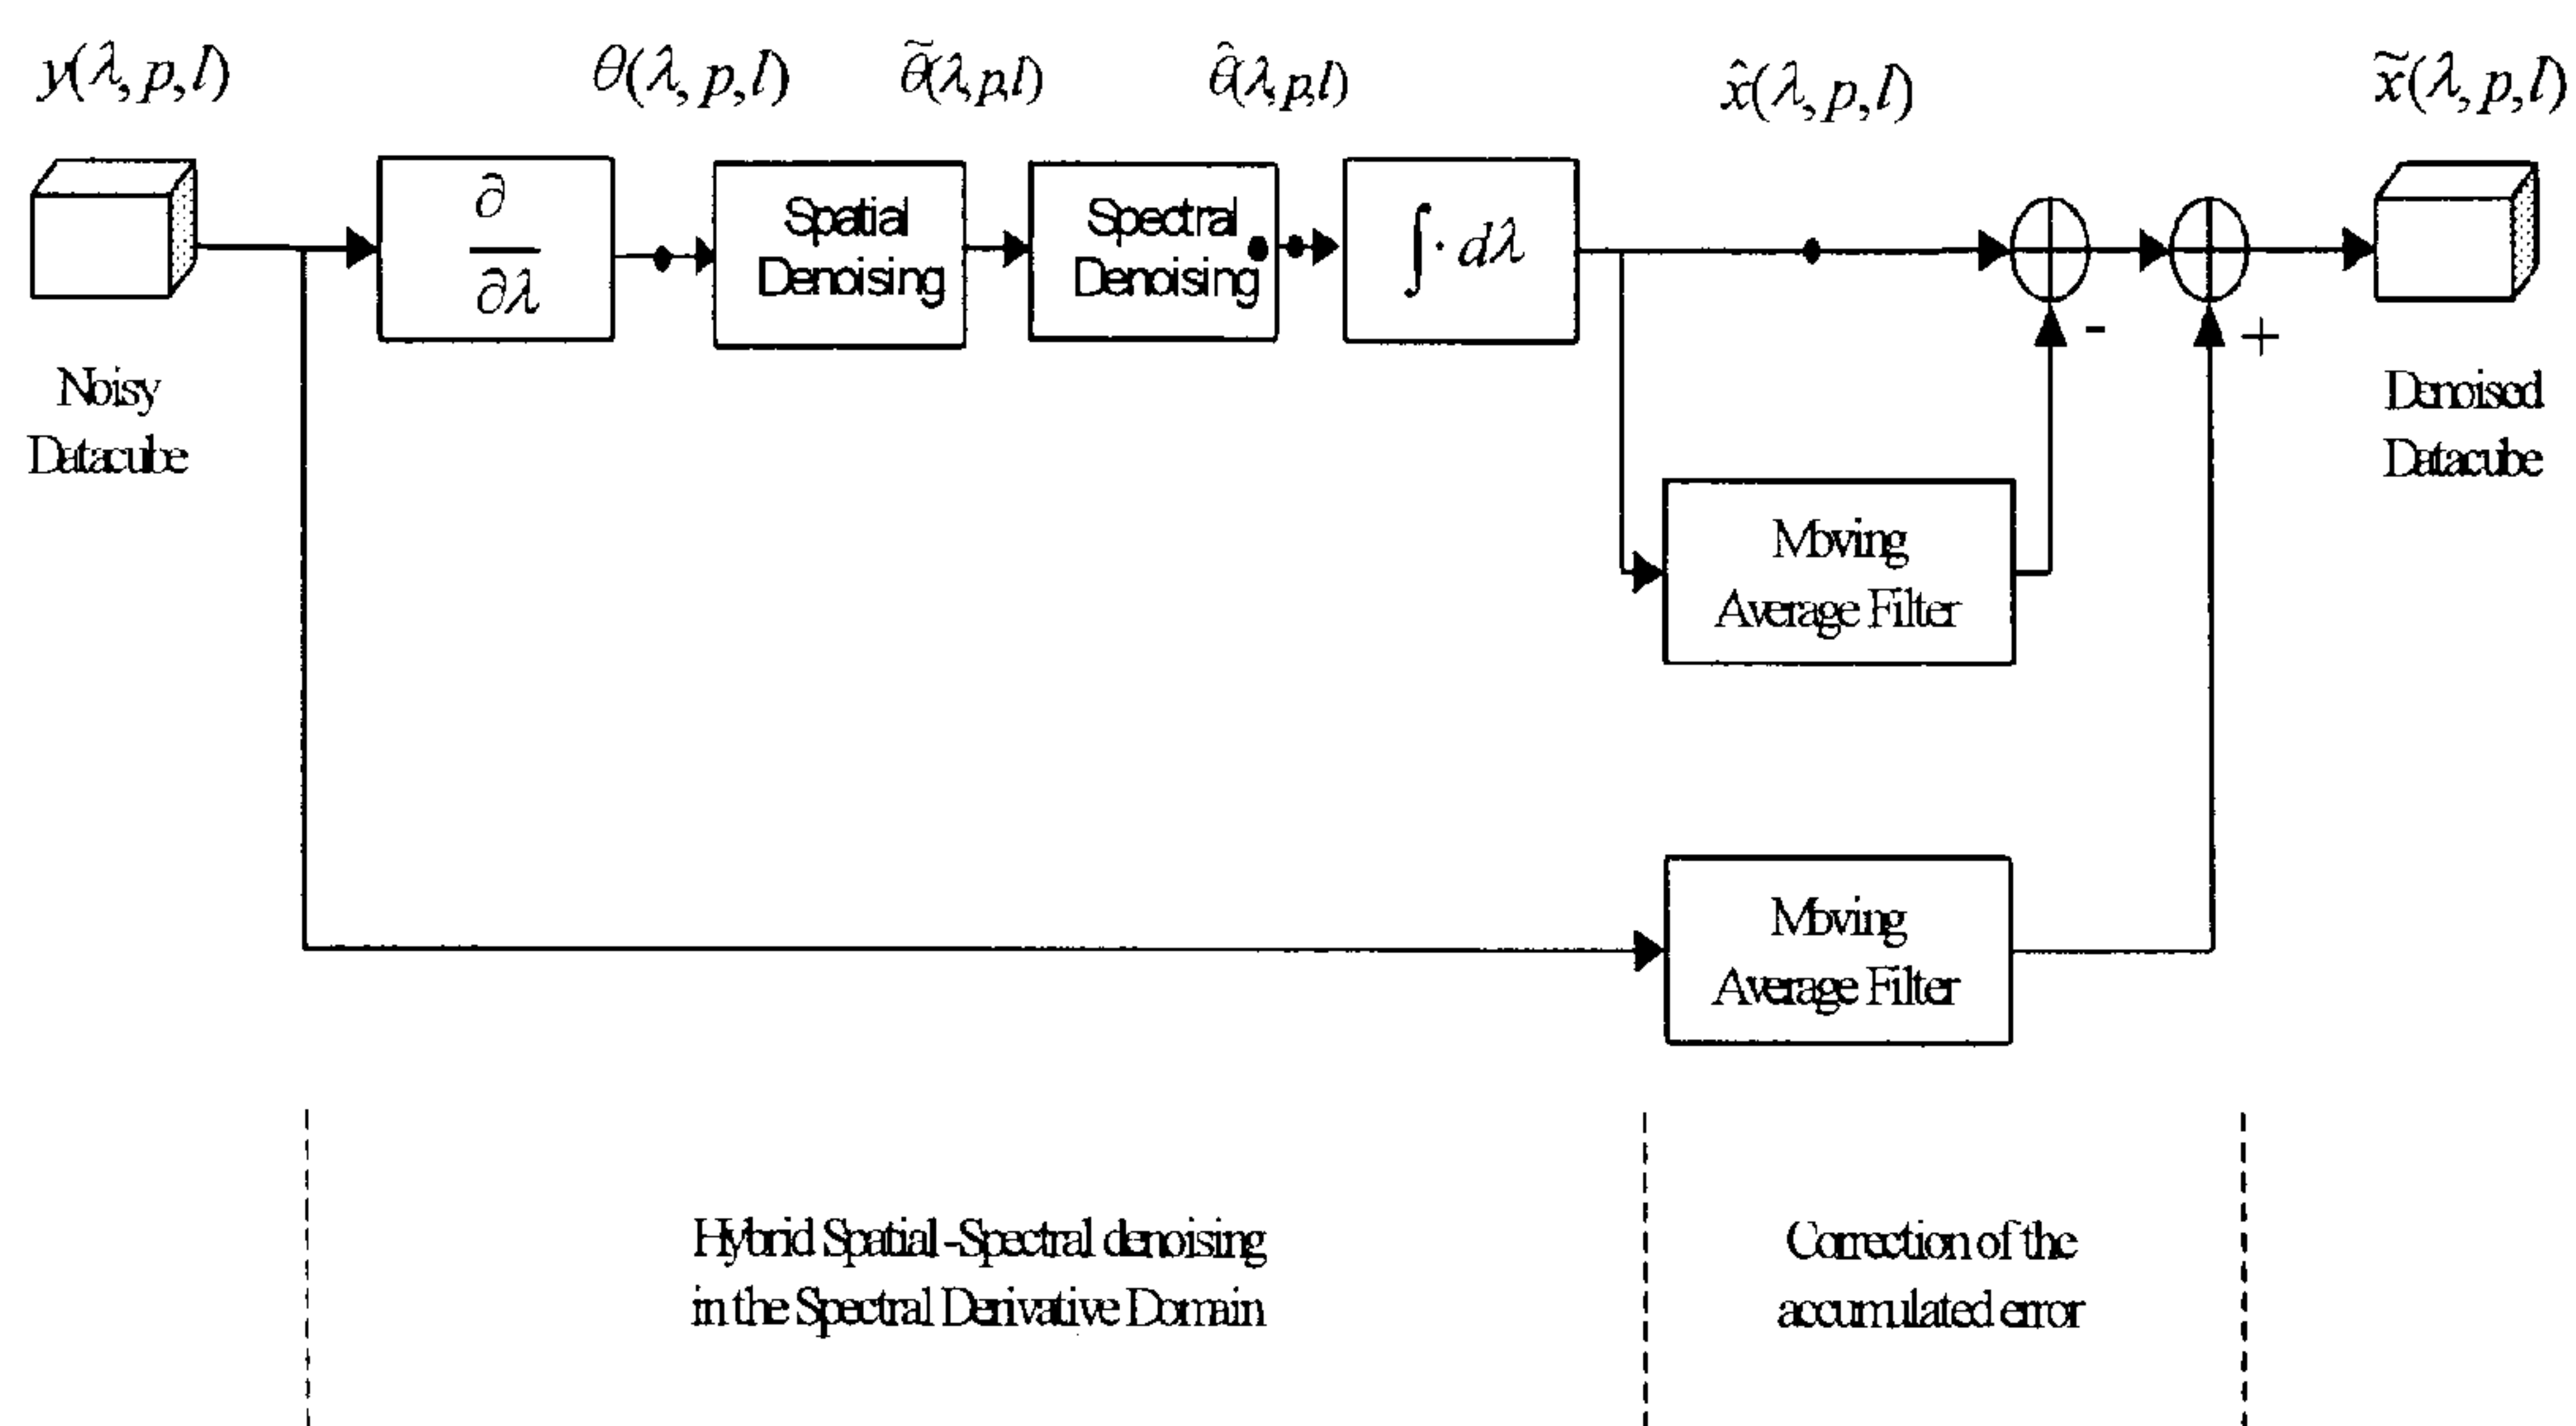 y(λ, p, l)
θ(λ, p, l)
θ̃(λ, p, l)
θ̂(λ, p, l)
x̂(λ, p, l)
x̃(λ, p, l)
∂
∂λ
Spatial
Denoising
Spectral
Denoising
∫ · dλ
-
+
Noisy
Datacube
Denoised
Datacube
Moving
Average Filter
Moving
Average Filter
Hybrid Spatial-Spectral denoising
in the Spectral Derivative Domain
Correction of the
accumulated error